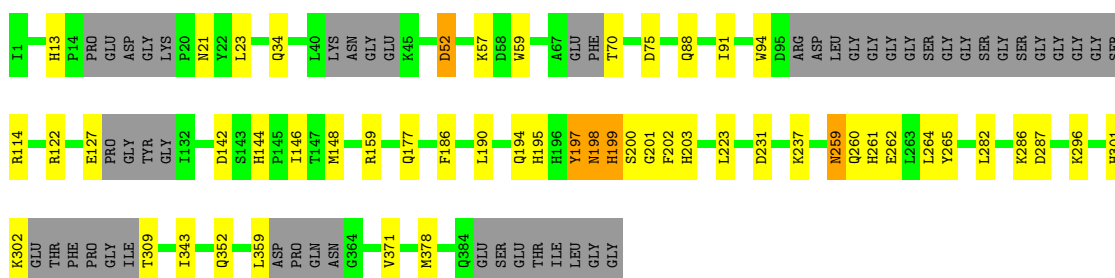 I1 H13 P14 PRO GLU ASP GLY LYS P20 N21 Y22 L23 Q34 L40 LYS ASN GLY GLU K45 D52 K57 D58 W59 A67 GLU PHE T70 D75 Q88 I91 W94 D95 ARG ASP LEU GLY GLY GLY GLY SER GLY GLY SER GLY SER GLY GLY GLY GLY SER
R114 R122 E127 PRO GLY TYR GLY I132 D142 S143 H144 P145 I146 T147 M148 R159 Q177 F186 L190 Q194 H195 H196 Y197 N198 H199 S200 G201 F202 H203 L223 D231 K237 N259 Q260 H261 E262 L263 L264 Y265 L282 K286 D287 K296 H301
K302 GLU THR PHE PRO GLY ILE T309 I343 Q352 L359 ASP PRO GLN ASN G364 V371 M378 Q384 GLU SER GLU THR ILE LEU GLY GLY